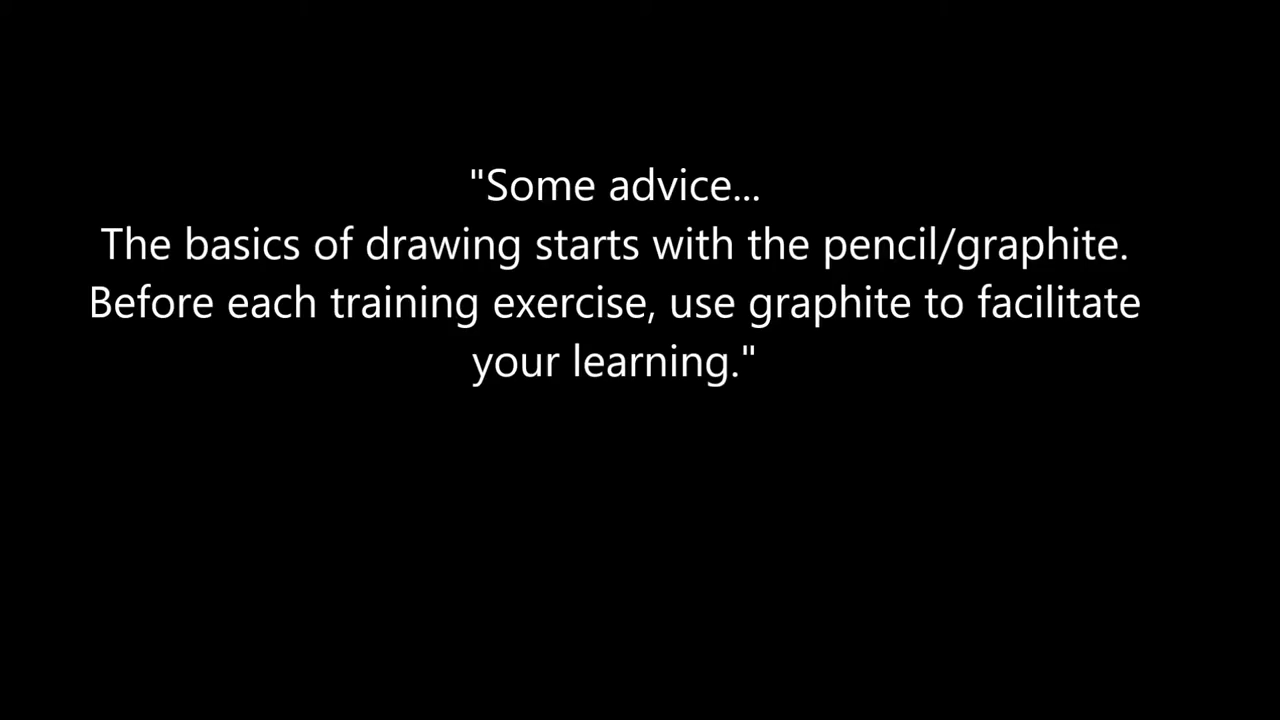 "Some advice...
The basics of drawing starts with the pencil/graphite.
Before each training exercise, use graphite to facilitate
your learning."